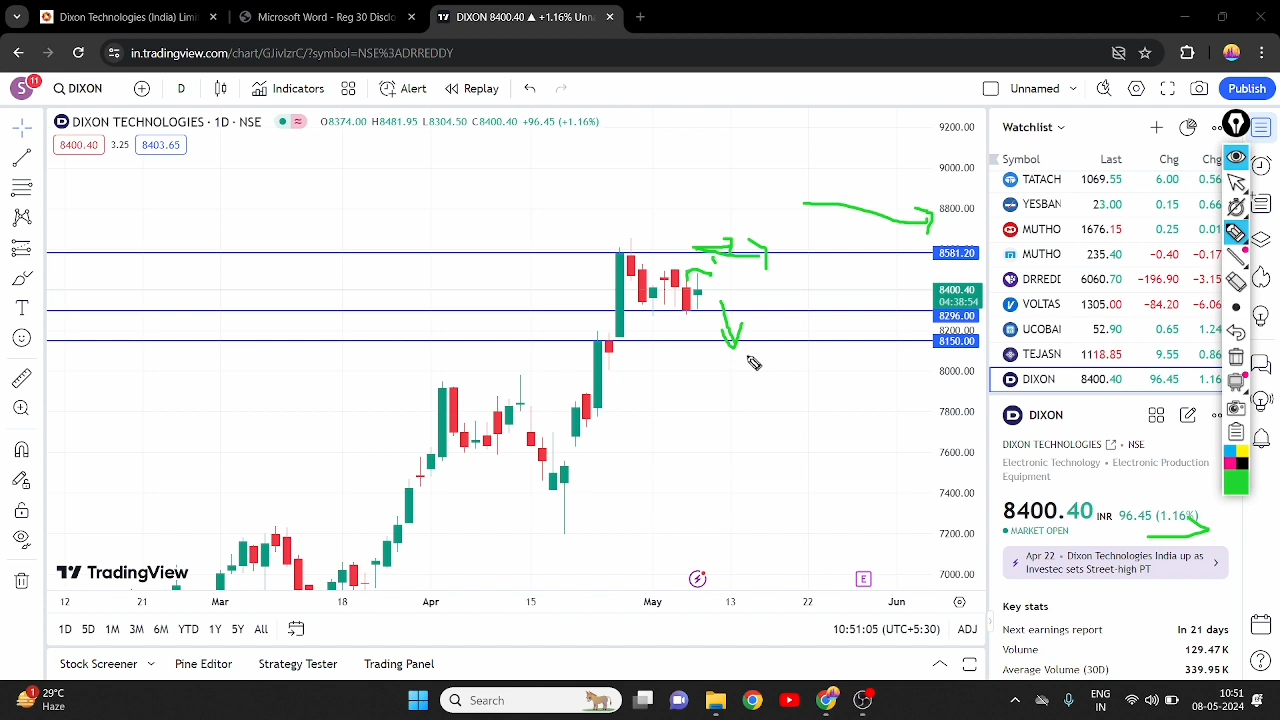 Dixon Technologies (India) Limi
Microsoft Word - Reg 30 Disclo
DIXON 8400.40 ▲ +1.16% Unna
in.tradingview.com/chart/GJivlzrC/?symbol=NSE%3ADRREDDY
S 11 DIXON D Indicators Alert Replay Unnamed Publish
DIXON TECHNOLOGIES · 1D · NSE O8374.00 H8481.95 L8304.50 C8400.40 +96.45 (+1.16%)
8400.40 3.25 8403.65
9200.00
9000.00
8800.00
8581.20
8400.40
04:38:54
8296.00
8200.00
8150.00
8000.00
7800.00
7600.00
7400.00
7200.00
7000.00
TradingView
E
12 21 Mar 18 Apr 15 May 13 22 Jun
1D 5D 1M 3M 6M YTD 1Y 5Y All 10:51:05 (UTC+5:30) ADJ
Stock Screener Pine Editor Strategy Tester Trading Panel
Watchlist
Symbol Last Chg Chg
TATACH 1069.55 6.00 0.56
YESBAN 23.00 0.15 0.66
MUTHO 1676.15 0.25 0.01
MUTHO 235.40 -0.40 -0.17
DRREDI 6060.70 -196.90 -3.15
VOLTAS 1305.00 -84.20 -6.06
UCOBAI 52.90 0.65 1.24
TEJASN 1118.85 9.55 0.86
DIXON 8400.40 96.45 1.16
DIXON
DIXON TECHNOLOGIES • NSE
Electronic Technology • Electronic Production
Equipment
8400.40 INR 96.45 (1.16%)
MARKET OPEN
Apr 22 • Dixon Technologies India up as
Invesec sets Street-high PT
Key stats
Next earnings report In 21 days
Volume 129.47 K
Average Volume (30D) 339.95K
1 29°C
Haze
Search
ENG
IN
10:51
08-05-2024